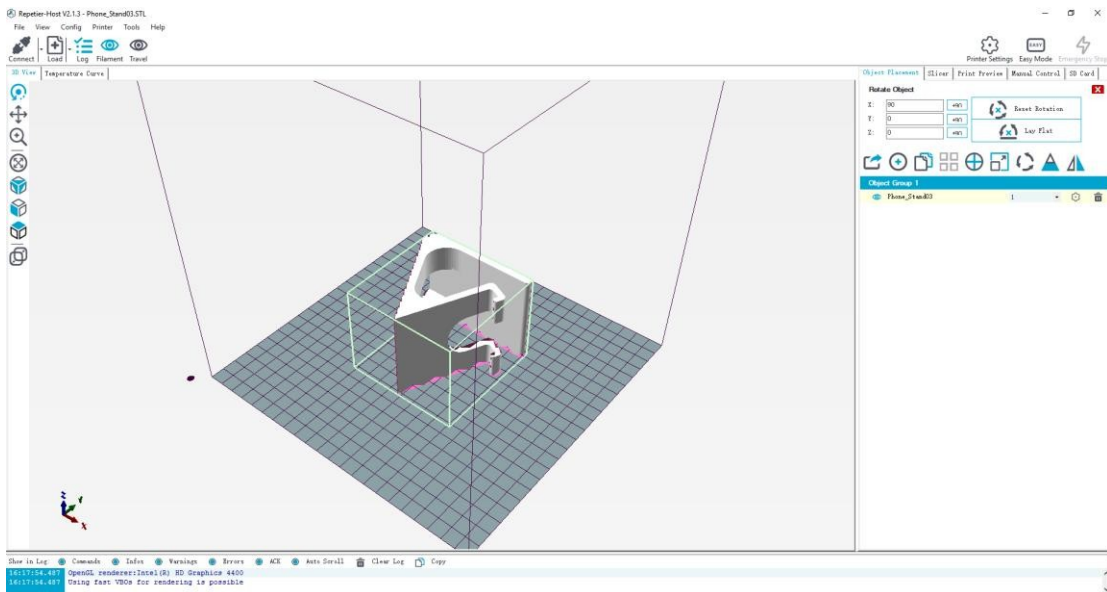 Repetier-Host V2.1.3 - Phone_Stand03.STL
File View Config Printer Tools Help
Connect Load Log Filament Travel
Printer Settings Easy Mode Emergency Stop
EASY
3D View Temperature Curve
Object Placement Slicer Print Preview Manual Control SD Card
Rotate Object
X: 90 +90 Reset Rotation
Y: 0 +90
Z: 0 +90 Lay Flat
Object Group 1
Phone_Stand03 1
Z Y
X
Show in Log: Commands Infos Warnings Errors ACK Auto Scroll Clear Log Copy
16:17:54.487 OpenGL renderer:Intel(R) HD Graphics 4400
16:17:54.487 Using fast VBOs for rendering is possible